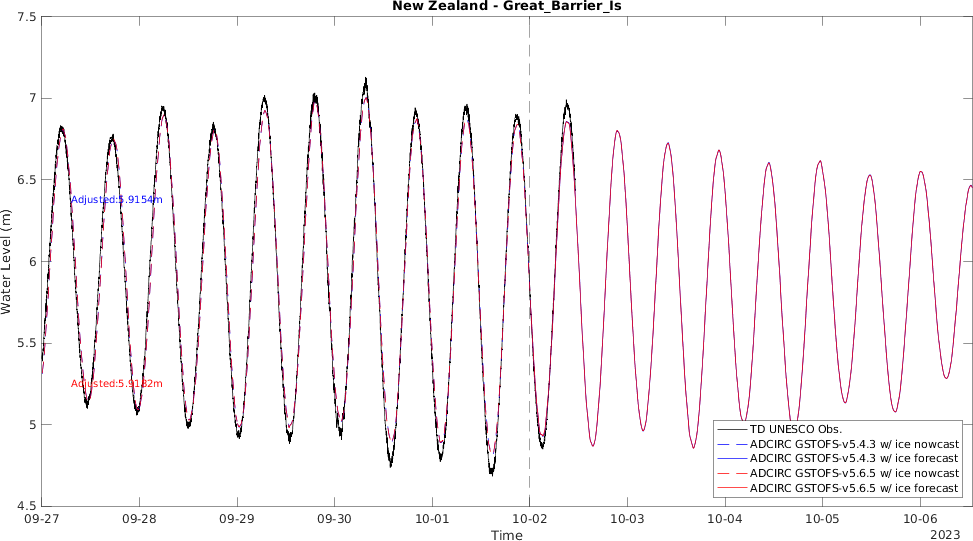 New Zealand - Great_Barrier_Is
7.5
7
6.5
6
5.5
5
4.5
Water Level (m)
Adjusted:5.9154m
Adjusted:5.9182m
TD UNESCO Obs.
ADCIRC GSTOFS-v5.4.3 w/ ice nowcast
ADCIRC GSTOFS-v5.4.3 w/ ice forecast
ADCIRC GSTOFS-v5.6.5 w/ ice nowcast
ADCIRC GSTOFS-v5.6.5 w/ ice forecast
09-27 09-28 09-29 09-30 10-01 10-02 10-03 10-04 10-05 10-06
Time
2023